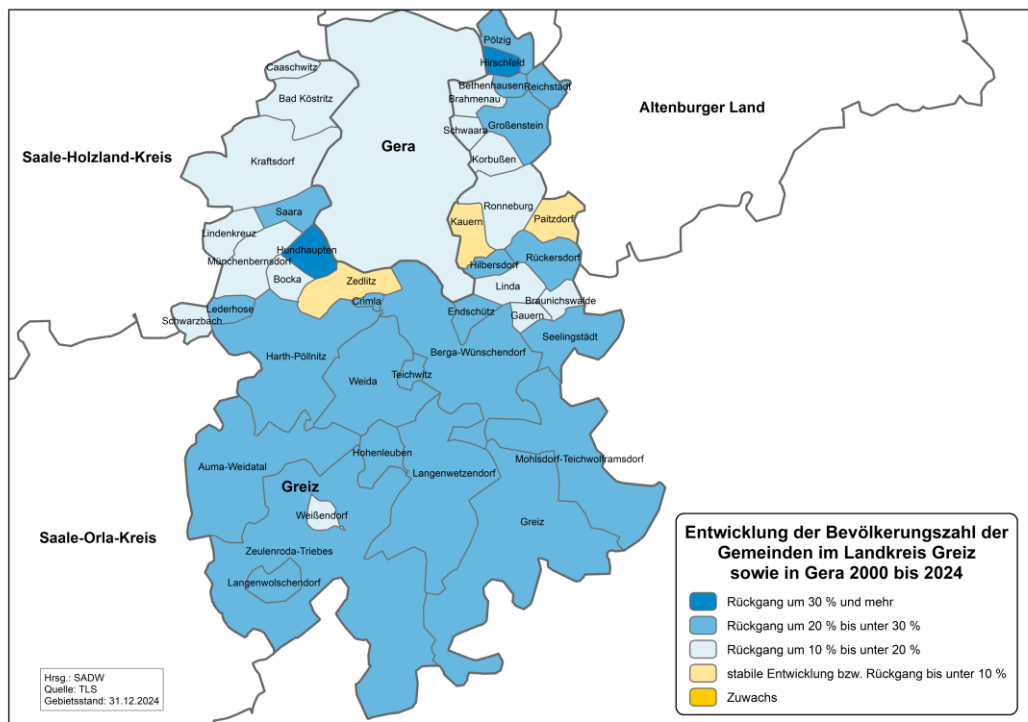 Pölzig
Hirschfeld
Caaschwitz
Bethenhausen
Reichstädt
Bad Köstritz
Brahmenau
Altenburger Land
Großenstein
Schwaara
Gera
Saale-Holzland-Kreis
Kraftsdorf
Korbußen
Ronneburg
Saara
Kauern
Paitzdorf
Lindenkreuz
Hundhaupten
Rückersdorf
Münchenbernsdorf
Hilbersdorf
Bocka
Zedlitz
Linda
Crimla
Braunichswalde
Lederhose
Endschütz
Gauern
Schwarzbach
Seelingstädt
Harth-Pöllnitz
Berga-Wünschendorf
Teichwitz
Weida
Hohenleuben
Mohlsdorf-Teichwolframsdorf
Auma-Weidatal
Langenwetzendorf
Greiz
Weißendorf
Greiz
Saale-Orla-Kreis
Zeulenroda-Triebes
Langenwolschendorf
Entwicklung der Bevölkerungszahl der
Gemeinden im Landkreis Greiz
sowie in Gera 2000 bis 2024
Rückgang um 30 % und mehr
Rückgang um 20 % bis unter 30 %
Rückgang um 10 % bis unter 20 %
stabile Entwicklung bzw. Rückgang bis unter 10 %
Zuwachs
Hrsg.: SADW
Quelle: TLS
Gebietsstand: 31.12.2024